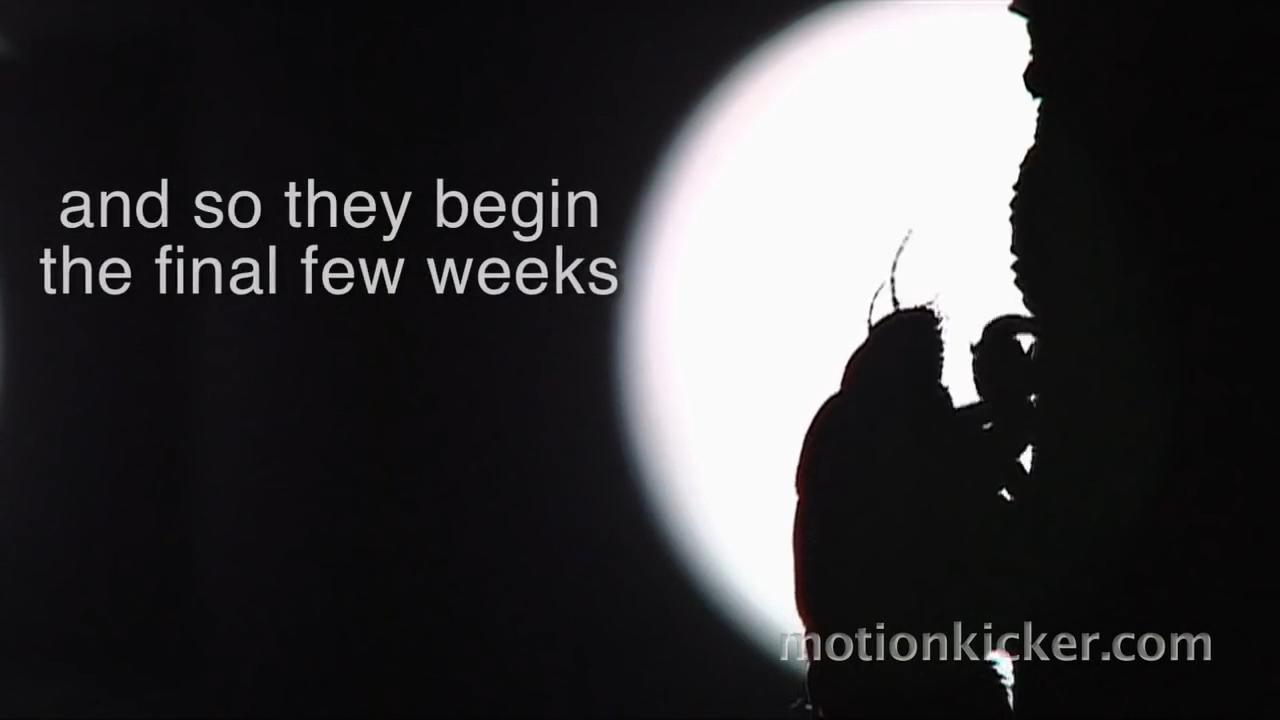 and so they begin
the final few weeks
motionkicker.com